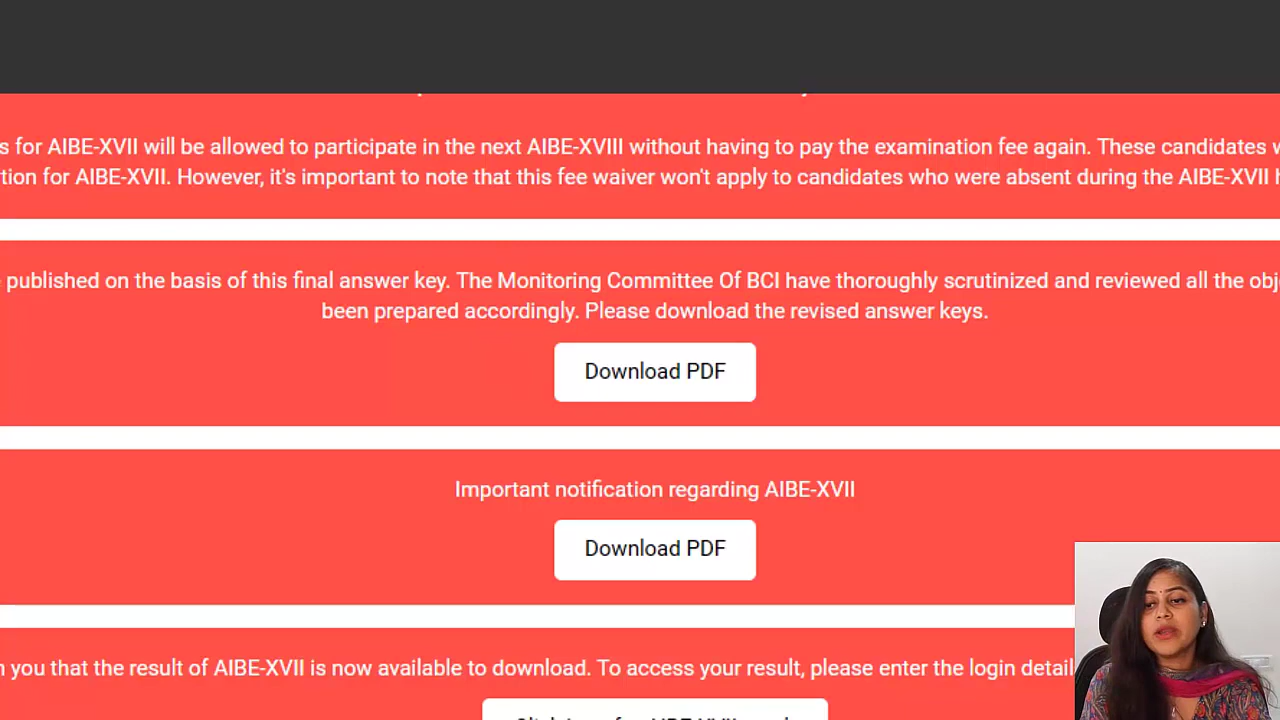 s for AIBE-XVII will be allowed to participate in the next AIBE-XVIII without having to pay the examination fee again. These candidates
tion for AIBE-XVII. However, it's important to note that this fee waiver won't apply to candidates who were absent during the AIBE-XVII
published on the basis of this final answer key. The Monitoring Committee Of BCI have thoroughly scrutinized and reviewed all the obj
been prepared accordingly. Please download the revised answer keys.
Download PDF
Important notification regarding AIBE-XVII
Download PDF
you that the result of AIBE-XVII is now available to download. To access your result, please enter the login detail